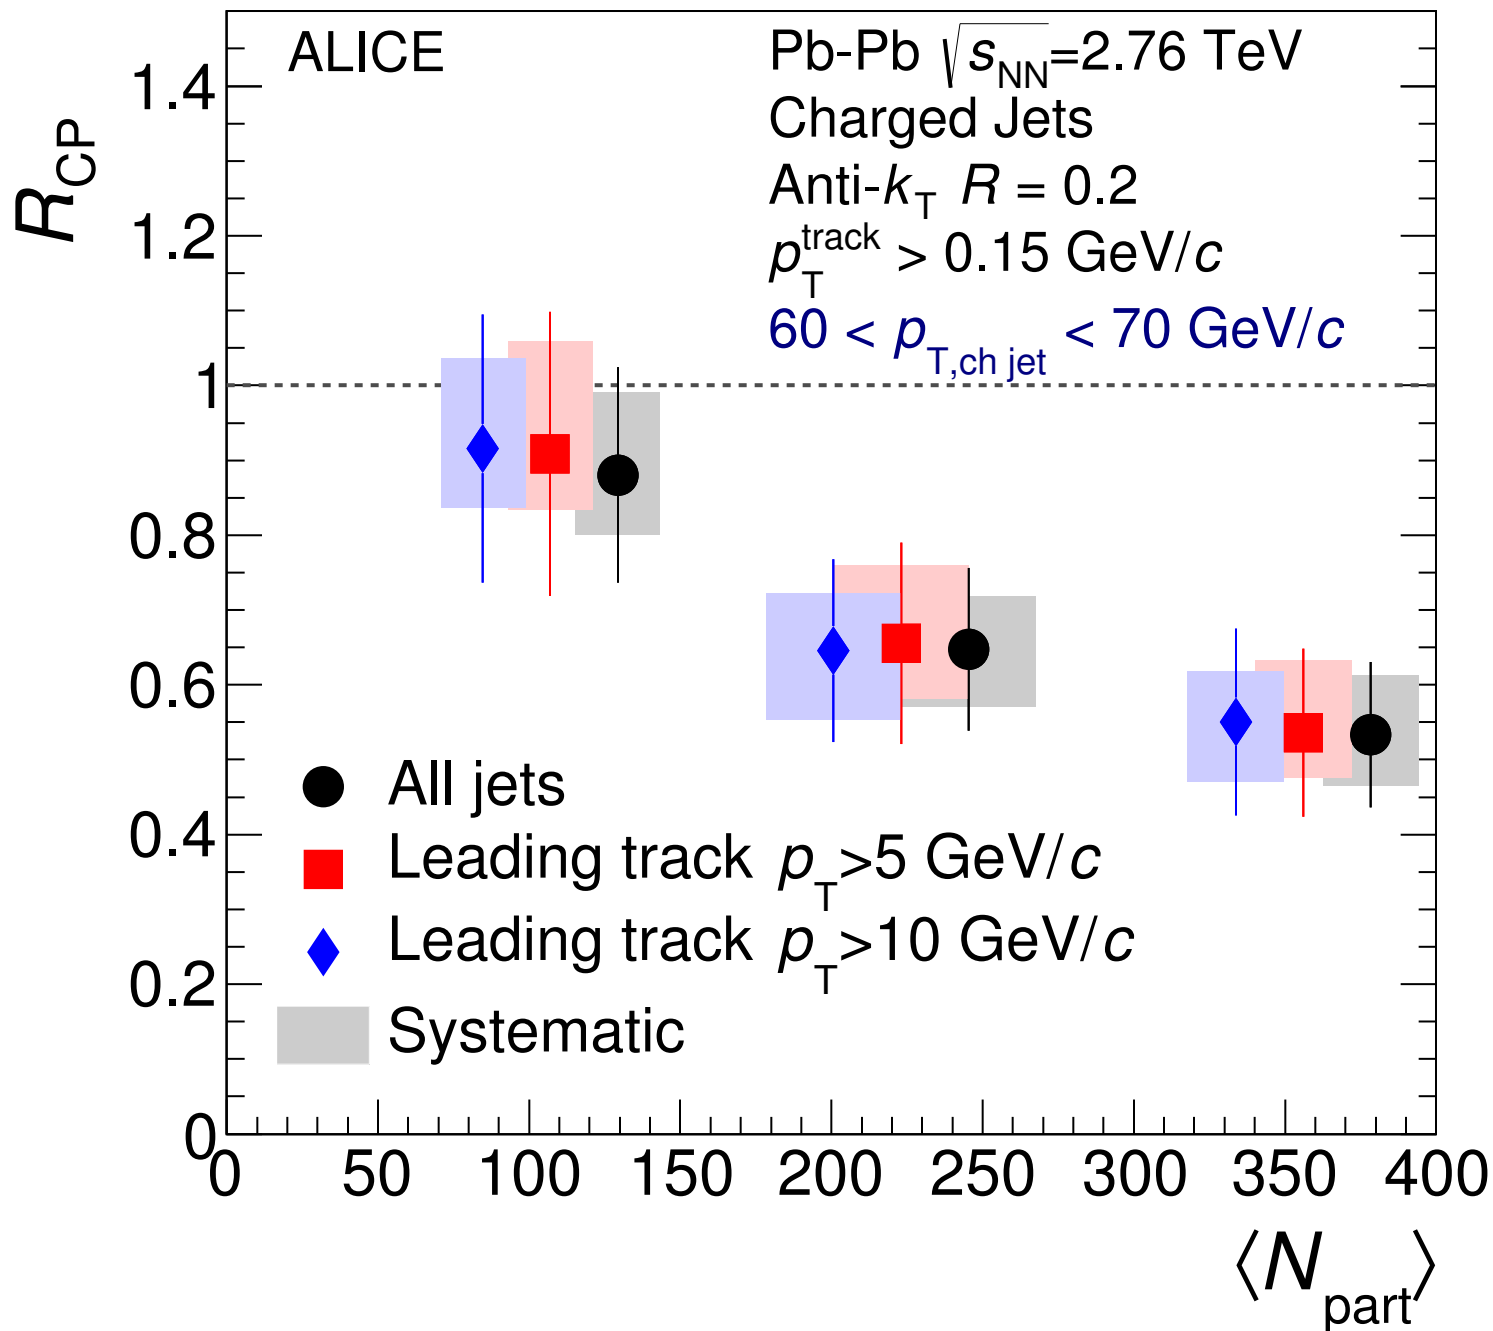 ALICE
Pb-Pb √sNN=2.76 TeV
Charged Jets
Anti-kT R = 0.2
pTtrack > 0.15 GeV/c
60 < pT,ch jet < 70 GeV/c
RCP
1.4
1.2
1
0.8
0.6
0.4
0.2
0
All jets
Leading track pT>5 GeV/c
Leading track pT>10 GeV/c
Systematic
0 50 100 150 200 250 300 350 400
⟨Npart⟩